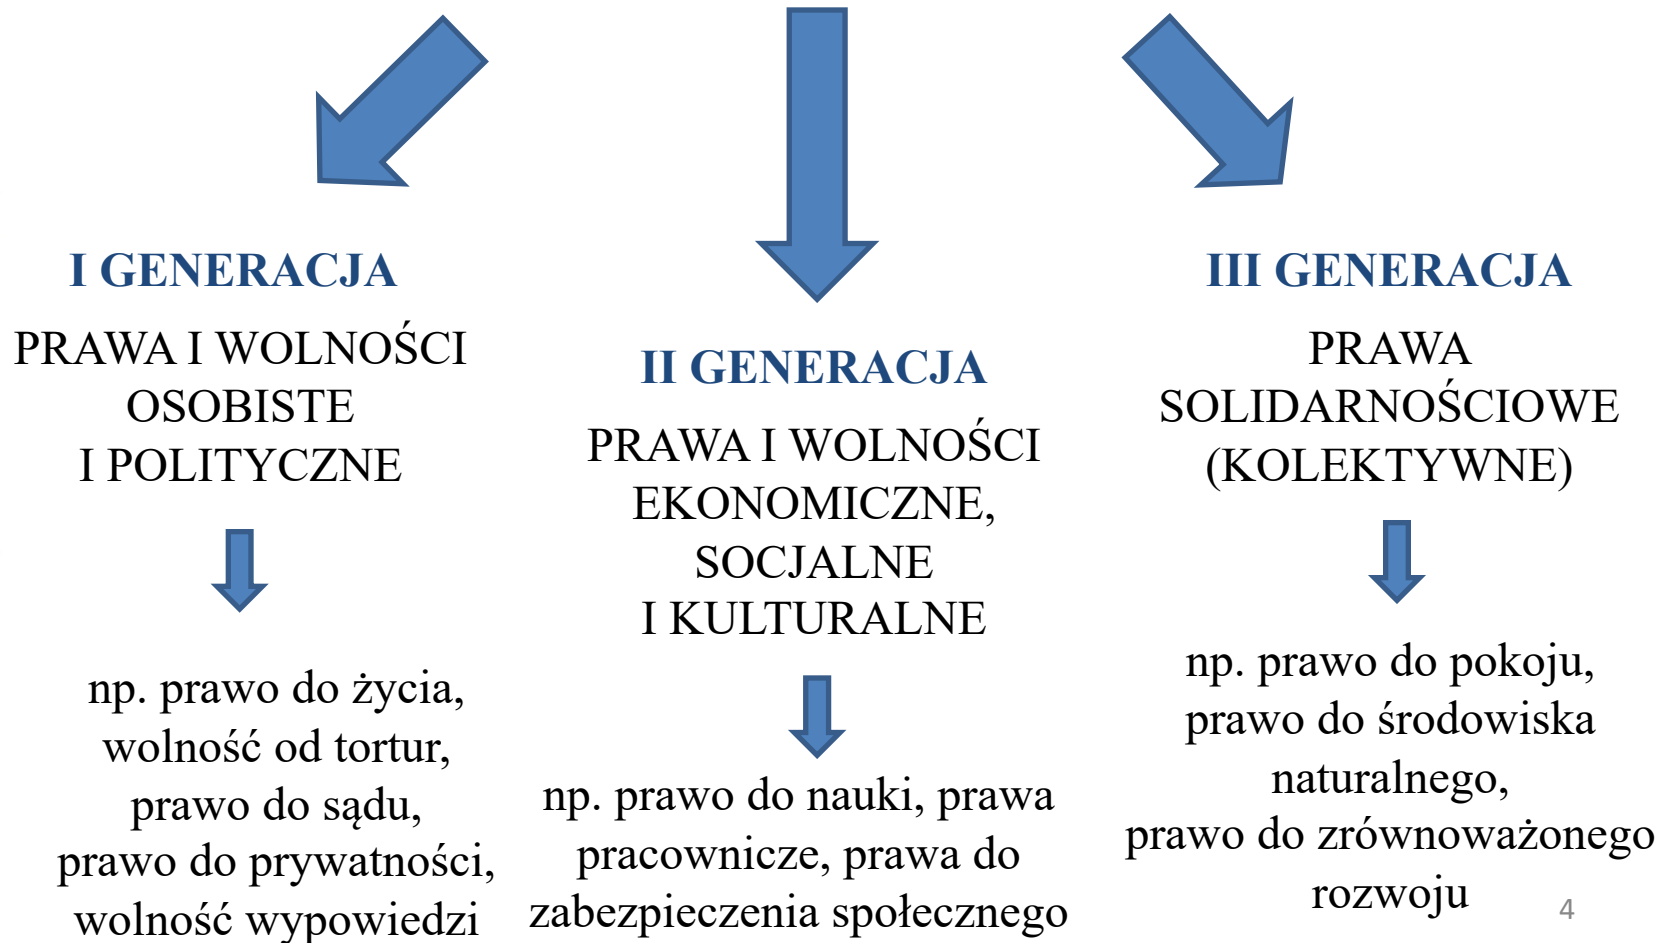 I GENERACJA
PRAWA I WOLNOŚCI
OSOBISTE
I POLITYCZNE
np. prawo do życia,
wolność od tortur,
prawo do sądu,
prawo do prywatności,
wolność wypowiedzi
II GENERACJA
PRAWA I WOLNOŚCI
EKONOMICZNE,
SOCJALNE
I KULTURALNE
np. prawo do nauki, prawa
pracownicze, prawa do
zabezpieczenia społecznego
III GENERACJA
PRAWA
SOLIDARNOŚCIOWE
(KOLEKTYWNE)
np. prawo do pokoju,
prawo do środowiska
naturalnego,
prawo do zrównoważonego
rozwoju
4